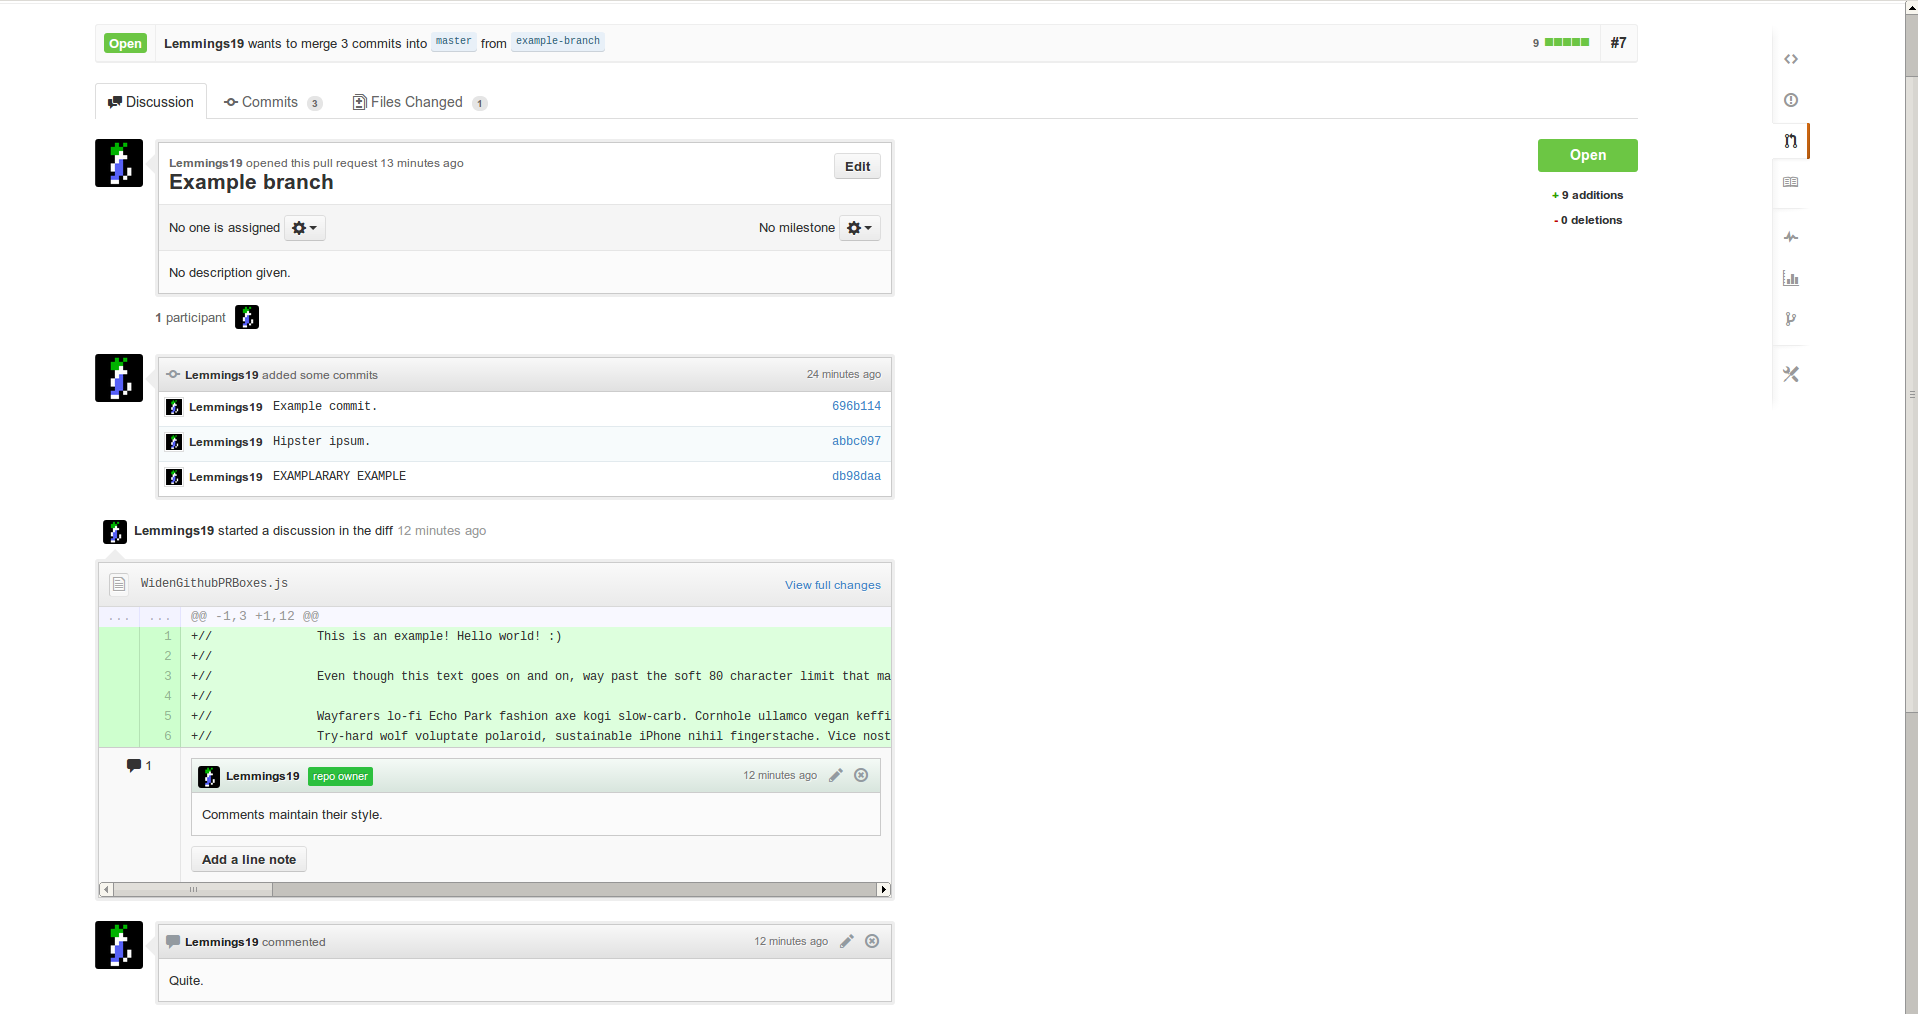 Open Lemmings19 wants to merge 3 commits into master from example-branch 9 #7
Discussion Commits 3 Files Changed 1
Lemmings19 opened this pull request 13 minutes ago Edit
Example branch
Open
+ 9 additions
- 0 deletions
No one is assigned No milestone
No description given.
1 participant
Lemmings19 added some commits 24 minutes ago
Lemmings19 Example commit. 696b114
Lemmings19 Hipster ipsum. abbc097
Lemmings19 EXAMPLARARY EXAMPLE db98daa
Lemmings19 started a discussion in the diff 12 minutes ago
WidenGithubPRBoxes.js View full changes
... ... @@ -1,3 +1,12 @@
1 +// This is an example! Hello world! :)
2 +//
3 +// Even though this text goes on and on, way past the soft 80 character limit that ma
4 +//
5 +// Wayfarers lo-fi Echo Park fashion axe kogi slow-carb. Cornhole ullamco vegan keffi
6 +// Try-hard wolf voluptate polaroid, sustainable iPhone nihil fingerstache. Vice nost
1 Lemmings19 repo owner 12 minutes ago
Comments maintain their style.
Add a line note
Lemmings19 commented 12 minutes ago
Quite.